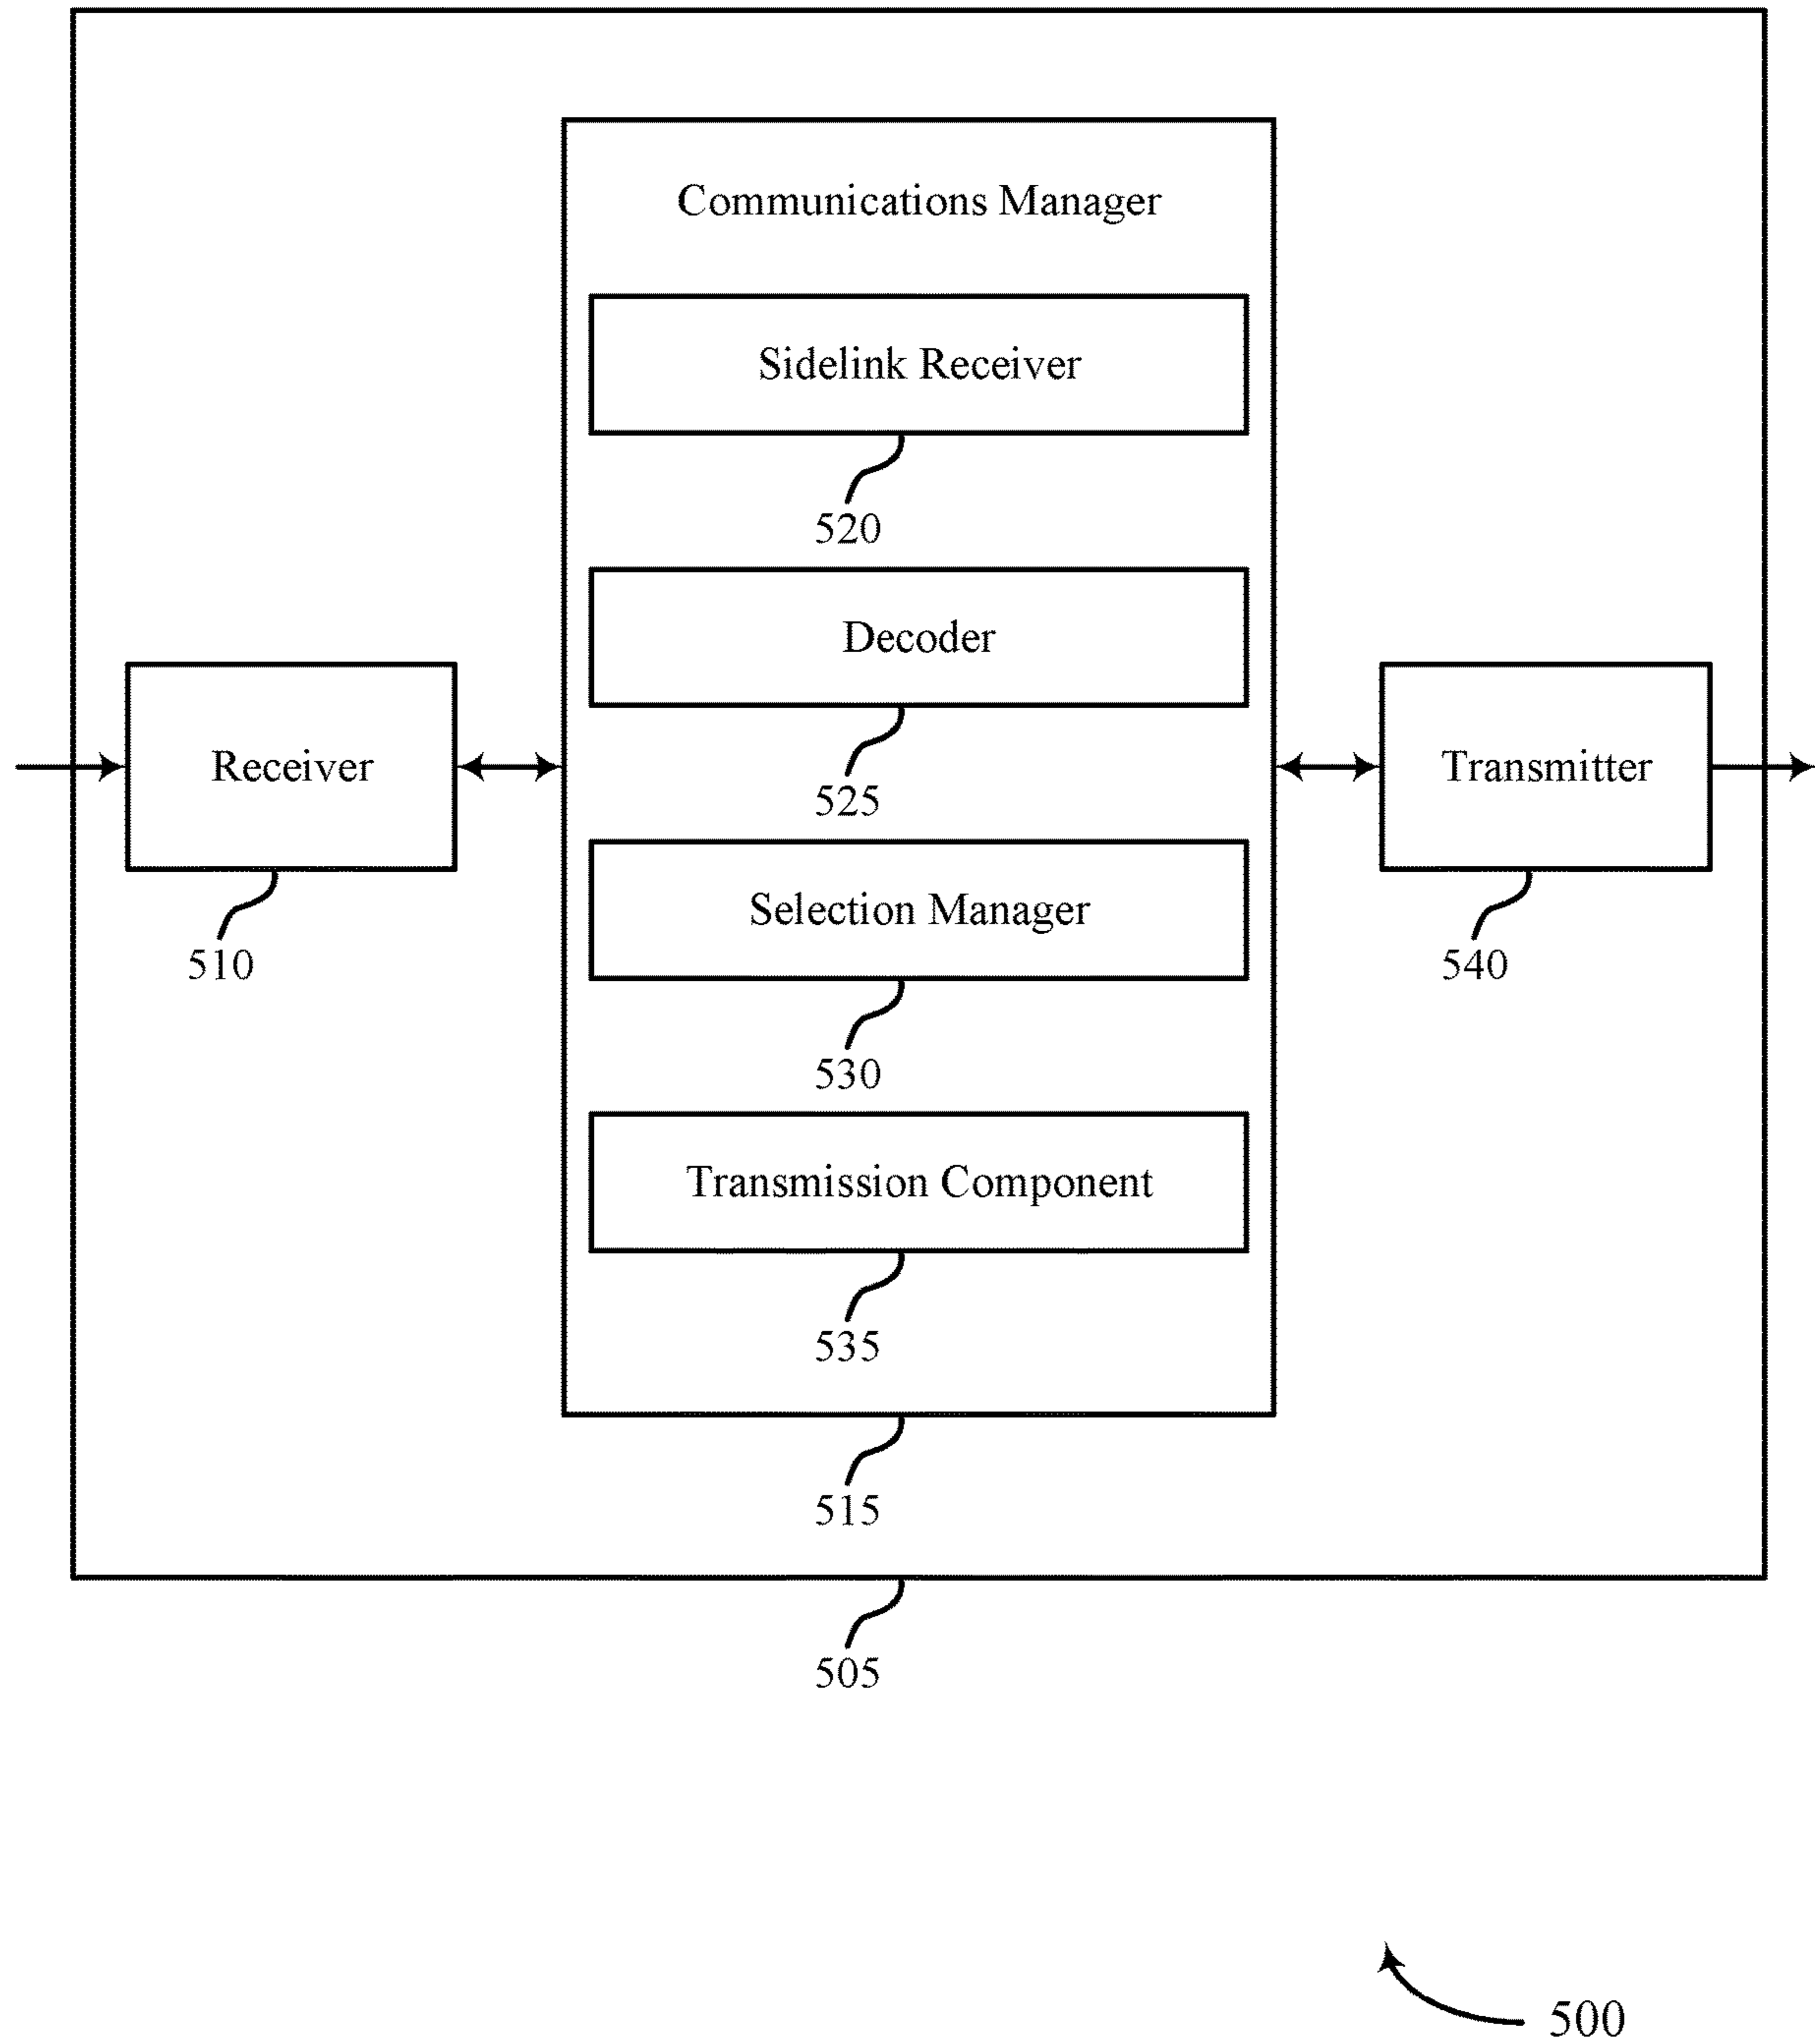 Communications Manager
Sidelink Receiver
520
Decoder
525
Receiver
510
Selection Manager
530
Transmission Component
535
515
Transmitter
540
505
500